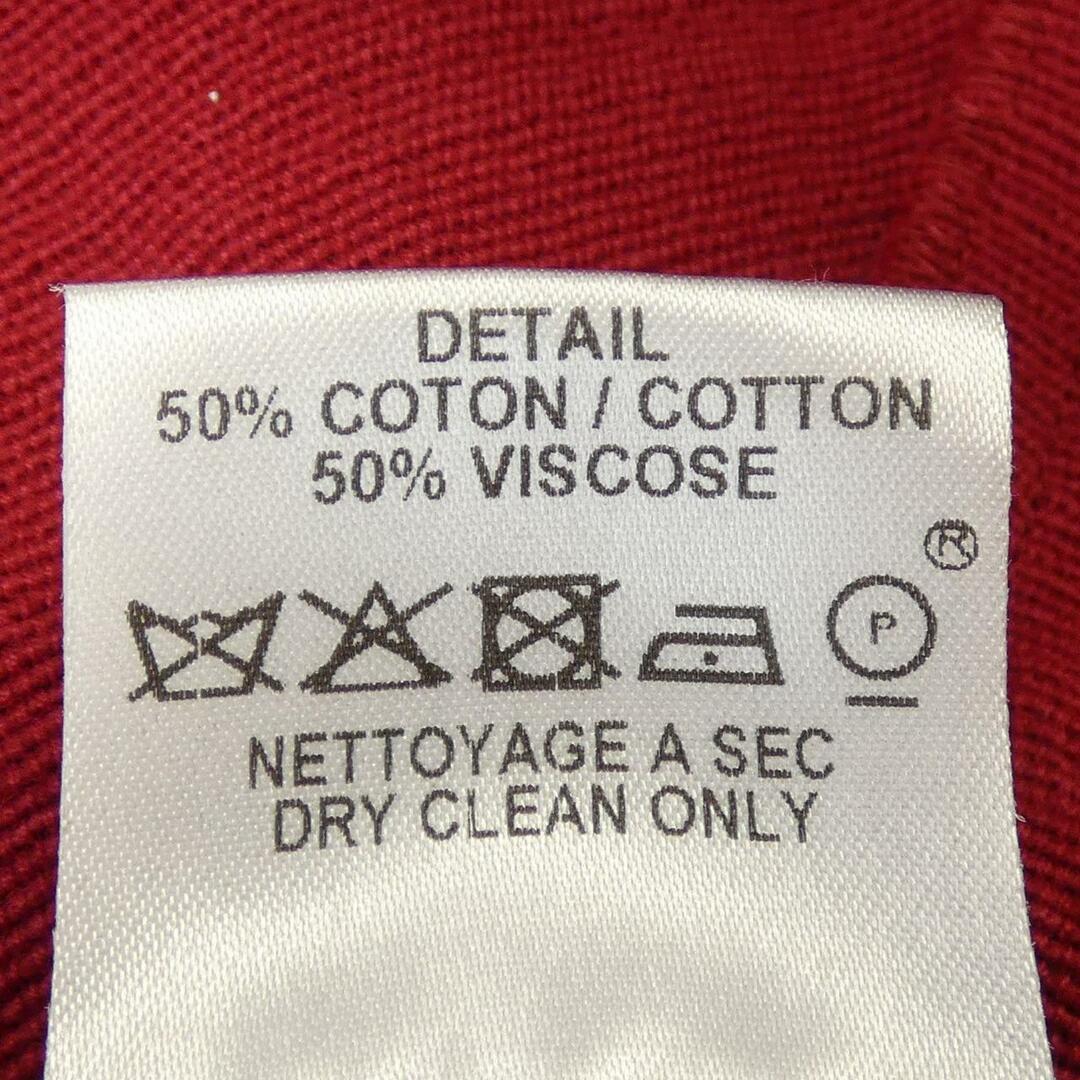 DETAIL
50% COTON / COTTON
50% VISCOSE
®
P
NETTOYAGE A SEC
DRY CLEAN ONLY